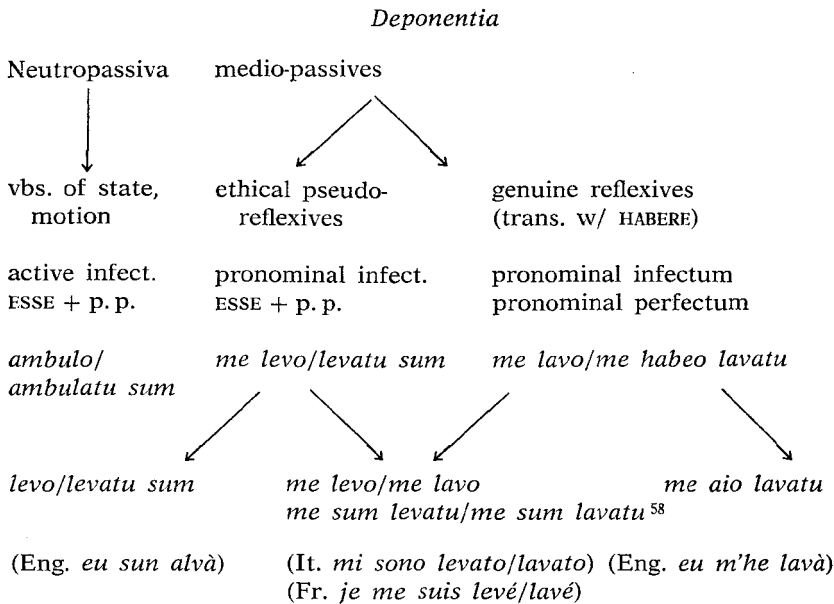 Deponentia
Neutropassiva medio-passives
vbs. of state, ethical pseudo- genuine reflexives
motion reflexives (trans. w/ HABERE)
active infect. pronominal infect. pronominal infectum
ESSE + p. p. ESSE + p. p. pronominal perfectum
ambulo/ me levo/levatu sum me lavo/me habeo lavatu
ambulatu sum
levo/levatu sum me levo/me lavo me aio lavatu
me sum levatu/me sum lavatu 58
(Eng. eu sun alvà) (It. mi sono levato/lavato) (Eng. eu m'he lavà)
(Fr. je me suis levé/lavé)